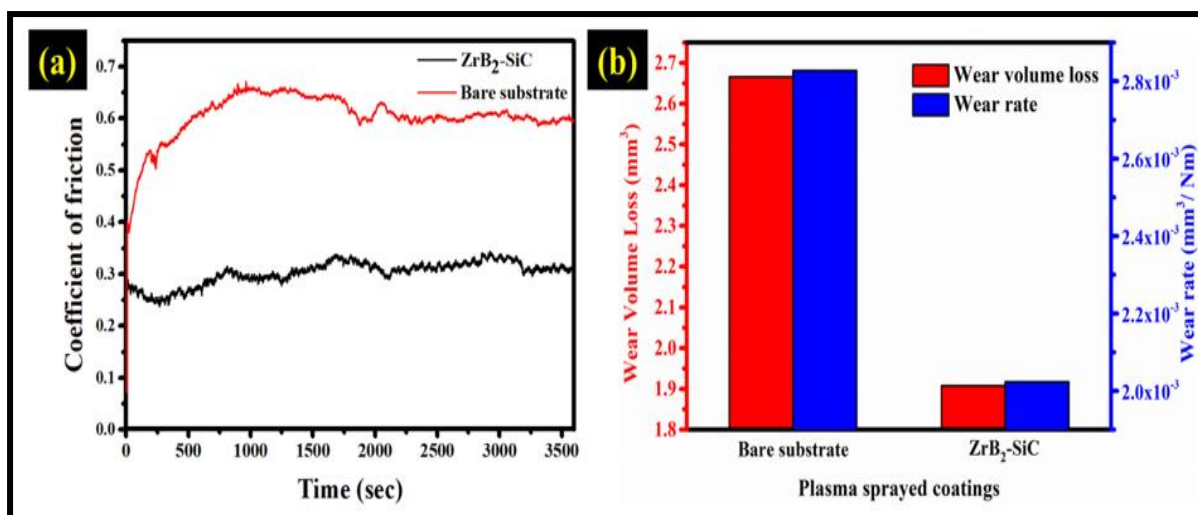 (a)
ZrB₂-SiC
Bare substrate
Coefficient of friction
0.7
0.6
0.5
0.4
0.3
0.2
0.1
0.0
0 500 1000 1500 2000 2500 3000 3500
Time (sec)
(b)
Wear volume loss
Wear rate
Wear Volume Loss (mm³)
2.7
2.7
2.6
2.5
2.4
2.3
2.2
2.1
2.0
1.9
1.8
2.8x10⁻³
2.6x10⁻³
2.4x10⁻³
2.2x10⁻³
2.0x10⁻³
Wear rate (mm³/ Nm)
Bare substrate ZrB₂-SiC
Plasma sprayed coatings